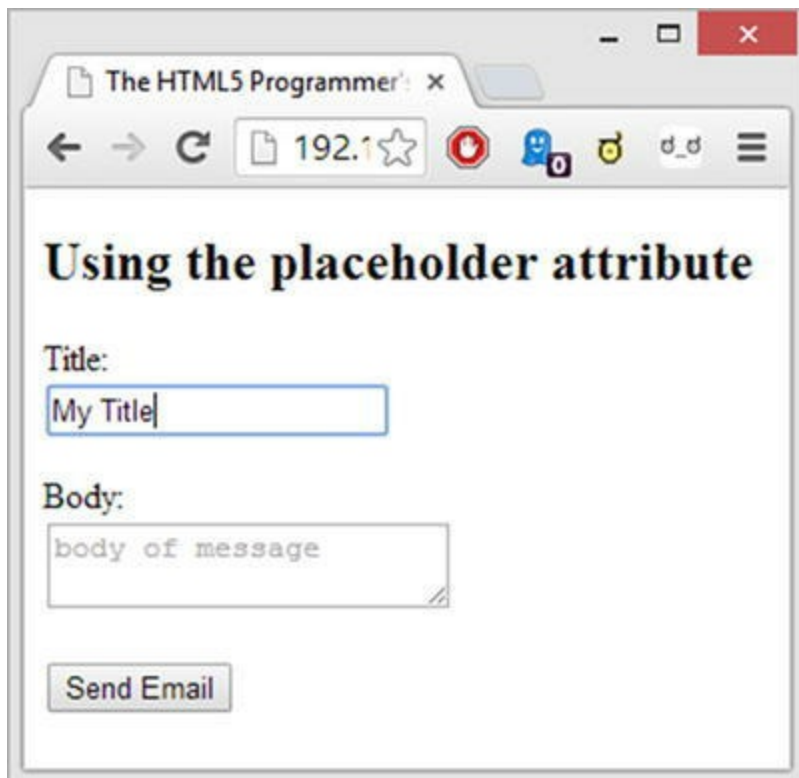 The HTML5 Programmer's
192.1
0
ಠ_ಠ
Using the placeholder attribute
Title:
My Title
Body:
body of message
Send Email